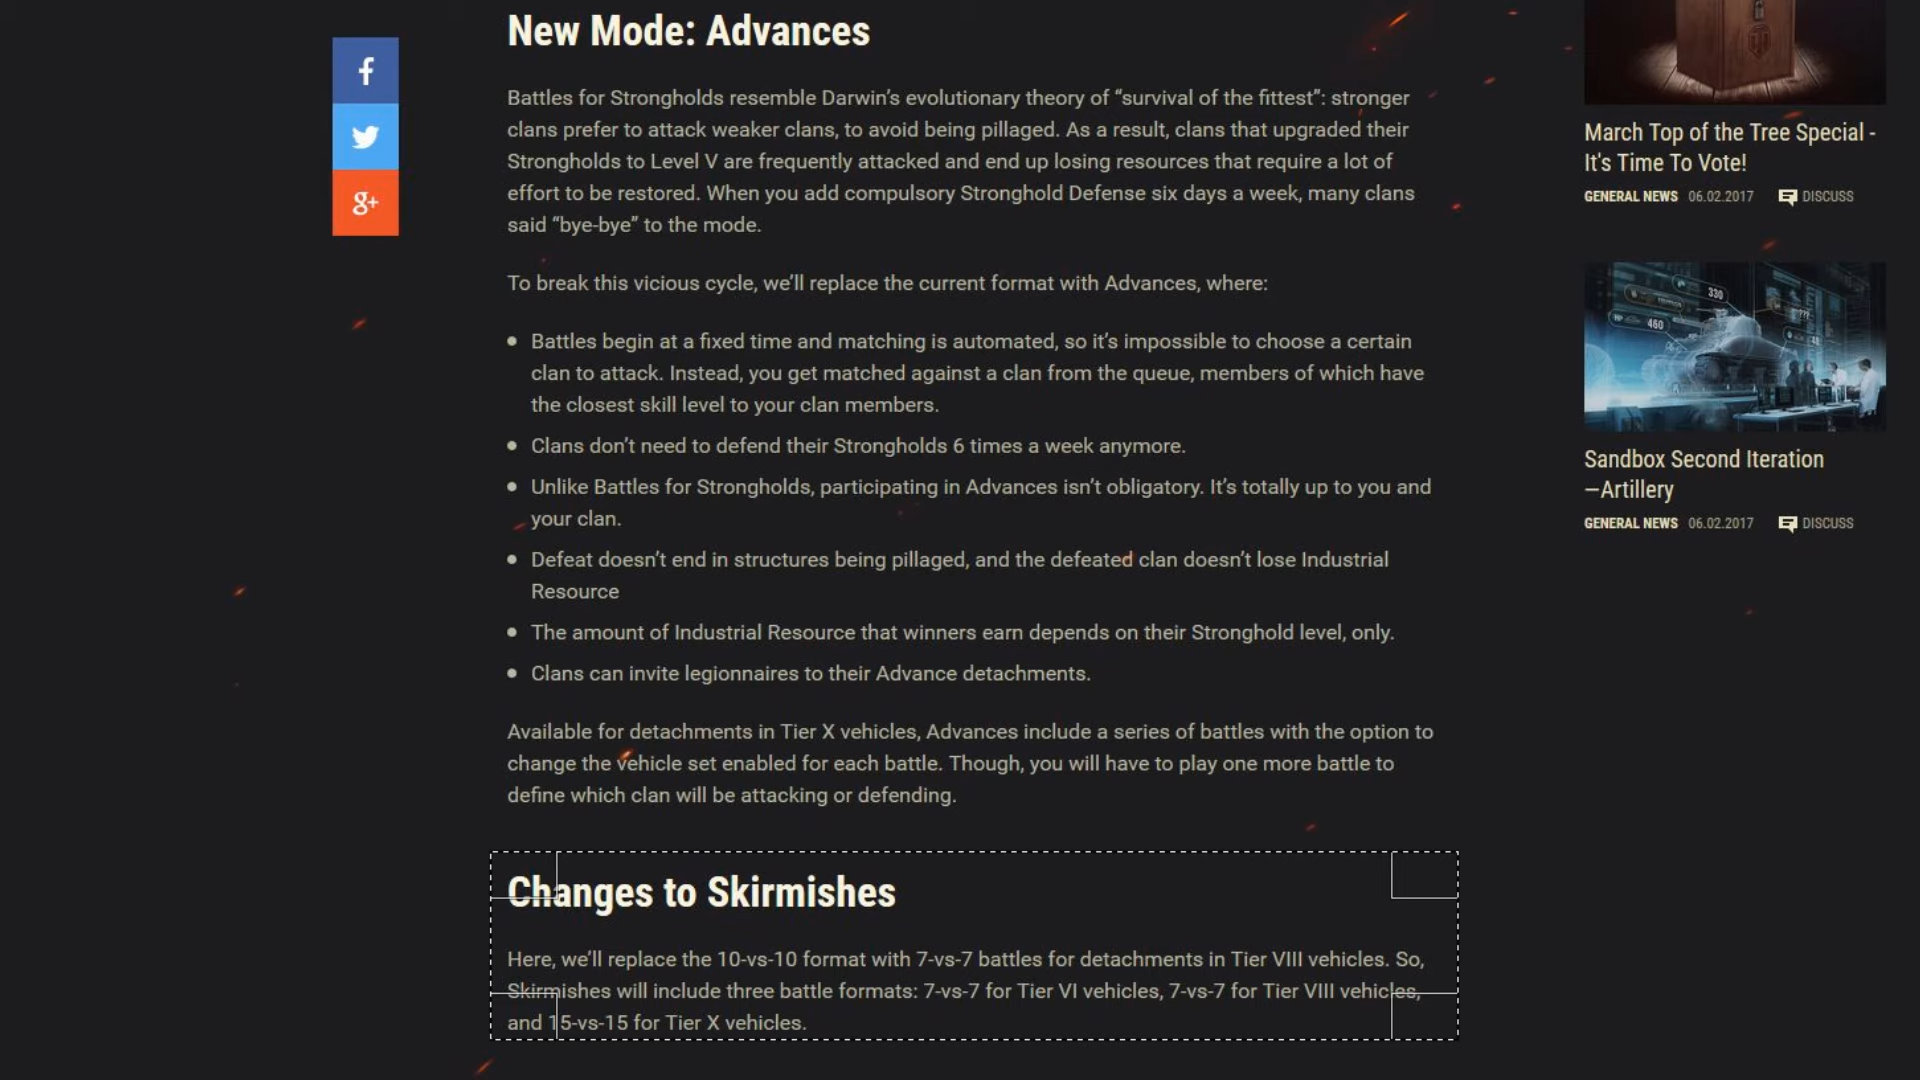 New Mode: Advances
Battles for Strongholds resemble Darwin’s evolutionary theory of “survival of the fittest”: stronger
clans prefer to attack weaker clans, to avoid being pillaged. As a result, clans that upgraded their
Strongholds to Level V are frequently attacked and end up losing resources that require a lot of
effort to be restored. When you add compulsory Stronghold Defense six days a week, many clans
said “bye-bye” to the mode.
To break this vicious cycle, we’ll replace the current format with Advances, where:
Battles begin at a fixed time and matching is automated, so it’s impossible to choose a certain
clan to attack. Instead, you get matched against a clan from the queue, members of which have
the closest skill level to your clan members.
Clans don’t need to defend their Strongholds 6 times a week anymore.
Unlike Battles for Strongholds, participating in Advances isn’t obligatory. It’s totally up to you and
your clan.
Defeat doesn’t end in structures being pillaged, and the defeated clan doesn’t lose Industrial
Resource
The amount of Industrial Resource that winners earn depends on their Stronghold level, only.
Clans can invite legionnaires to their Advance detachments.
Available for detachments in Tier X vehicles, Advances include a series of battles with the option to
change the vehicle set enabled for each battle. Though, you will have to play one more battle to
define which clan will be attacking or defending.
Changes to Skirmishes
Here, we’ll replace the 10-vs-10 format with 7-vs-7 battles for detachments in Tier VIII vehicles. So,
Skirmishes will include three battle formats: 7-vs-7 for Tier VI vehicles, 7-vs-7 for Tier VIII vehicles,
and 15-vs-15 for Tier X vehicles.
f
g+
March Top of the Tree Special -
It's Time To Vote!
GENERAL NEWS 06.02.2017 DISCUSS
330
460
???
Sandbox Second Iteration
—Artillery
GENERAL NEWS 06.02.2017 DISCUSS